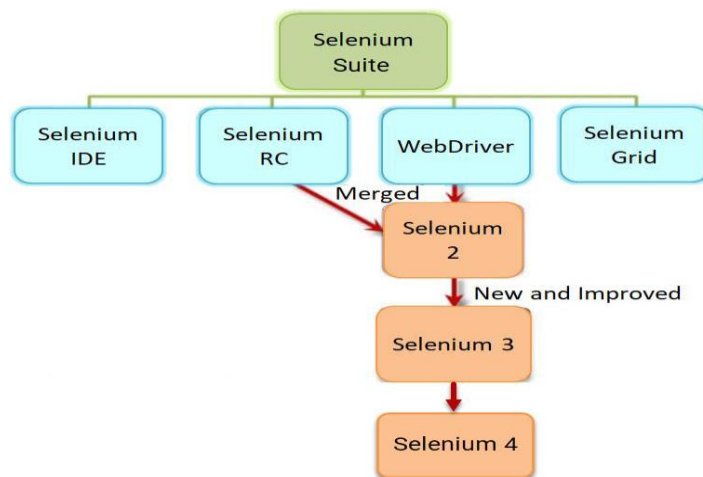 Selenium
Suite
Selenium
IDE
Selenium
RC
WebDriver
Selenium
Grid
Merged
Selenium
2
New and Improved
Selenium 3
Selenium 4